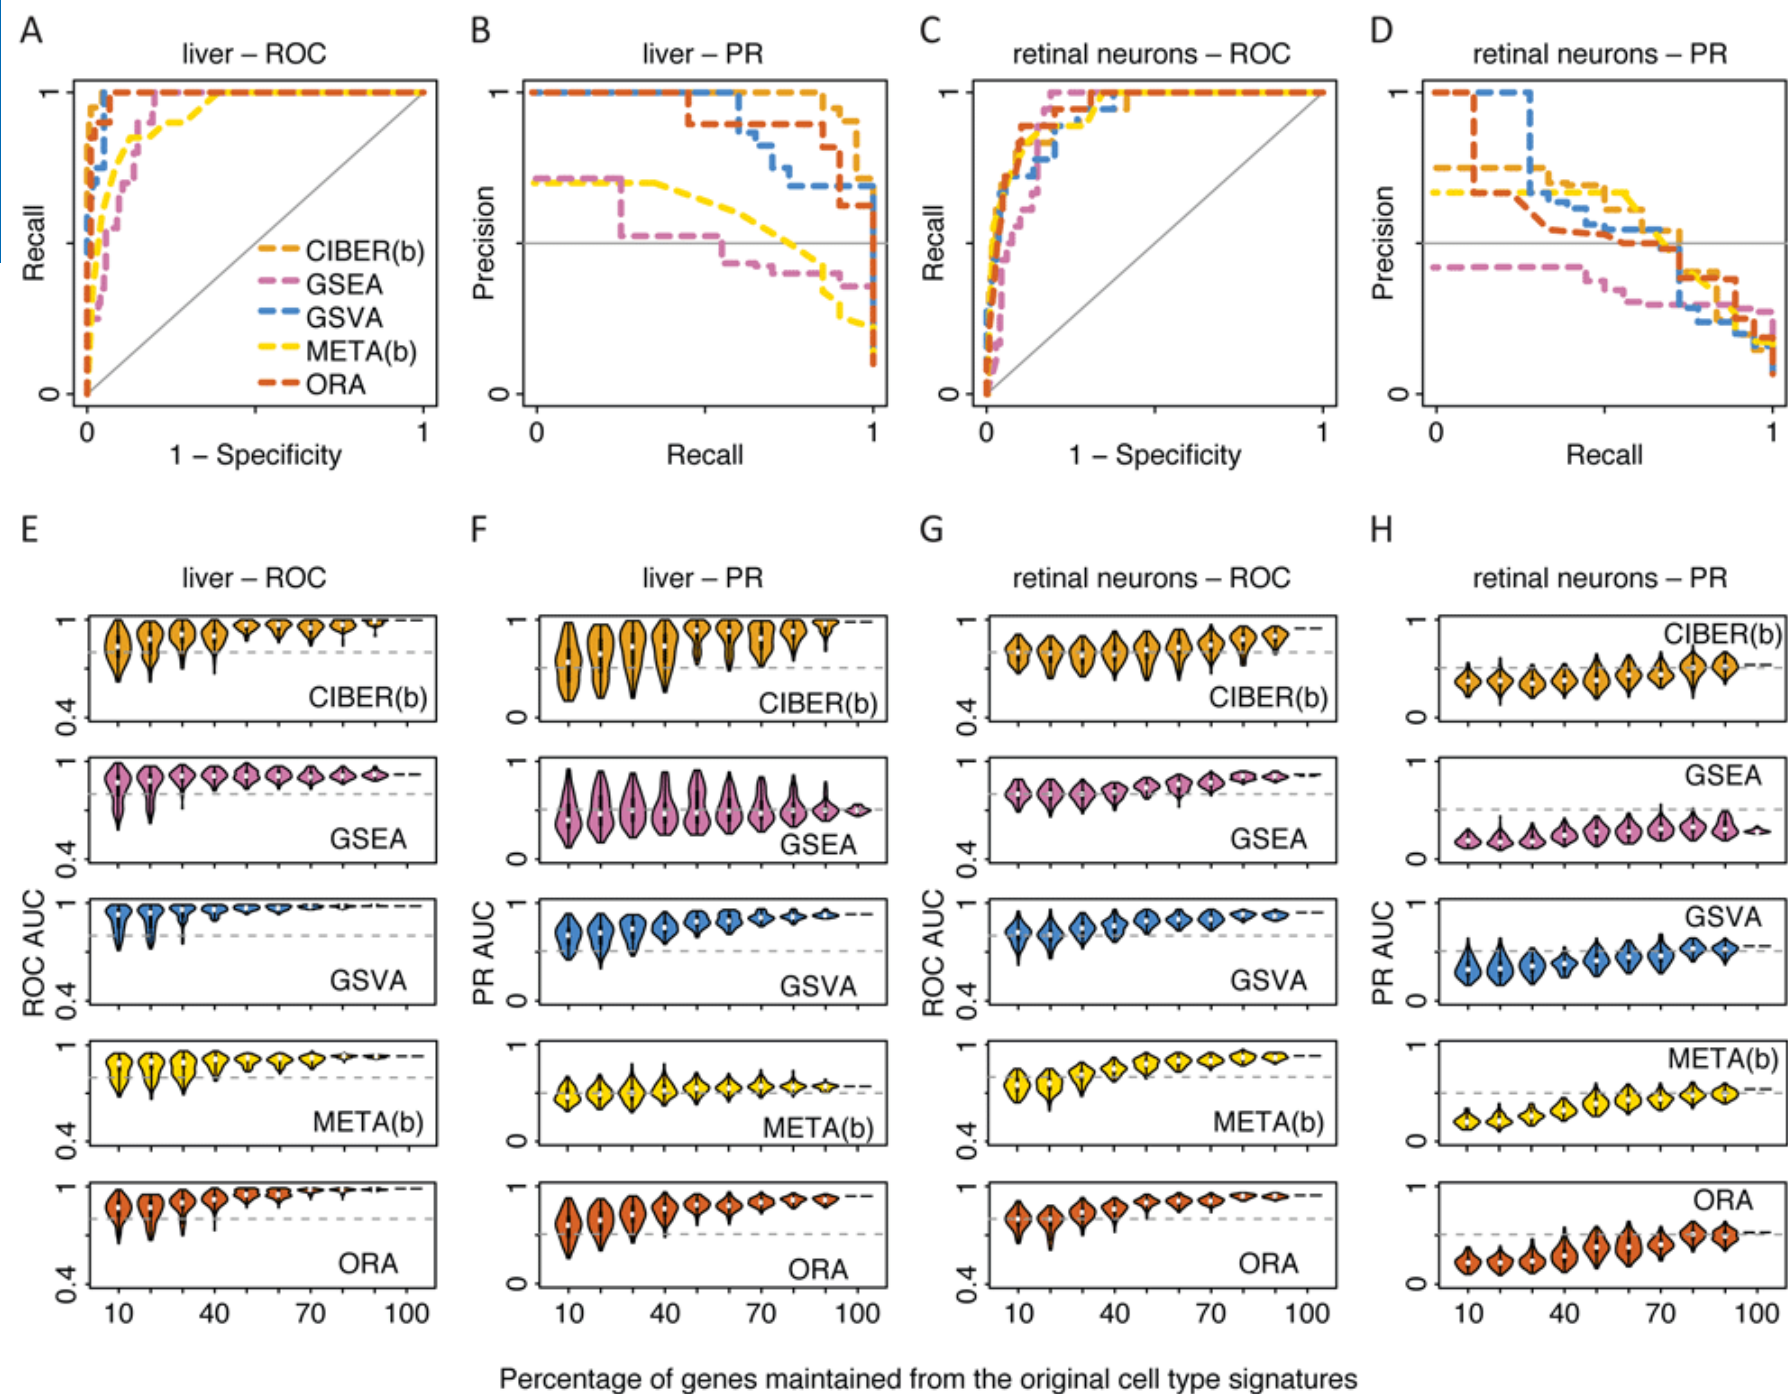 A
B
C
D
liver – ROC
liver – PR
retinal neurons – ROC
retinal neurons – PR
Recall
1
0
CIBER(b)
GSEA
GSVA
META(b)
ORA
0
1
1 – Specificity
Precision
1
0
0
1
Recall
Recall
1
0
0
1
1 – Specificity
Precision
1
0
0
1
Recall
E
F
G
H
liver – ROC
liver – PR
retinal neurons – ROC
retinal neurons – PR
ROC AUC
1
0.4
CIBER(b)
1
0.4
GSEA
1
0.4
GSVA
1
0.4
META(b)
1
0.4
ORA
10 40 70 100
PR AUC
1
0
CIBER(b)
1
0
GSEA
1
0
GSVA
1
0
META(b)
1
0
ORA
10 40 70 100
ROC AUC
1
0.4
CIBER(b)
1
0.4
GSEA
1
0.4
GSVA
1
0.4
META(b)
1
0.4
ORA
10 40 70 100
PR AUC
1
0
CIBER(b)
1
0
GSEA
1
0
GSVA
1
0
META(b)
1
0
ORA
10 40 70 100
Percentage of genes maintained from the original cell type signatures